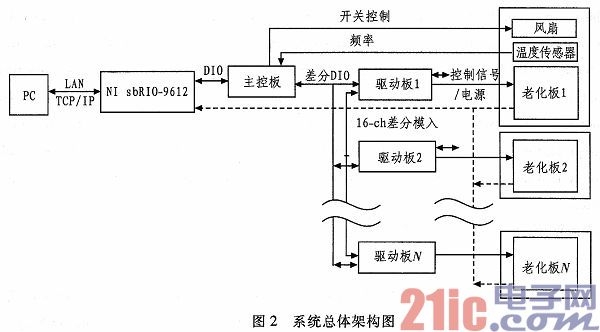 开关控制
风扇
频率
温度传感器
PC
LAN
TCP/IP
NI sbRIO-9612
DIO
主控板
差分DIO
驱动板1
控制信号
/电源
老化板1
16-ch差分模入
驱动板2
老化板2
驱动板N
老化板N
图 2 系统总体架构图
21ic.com
电子网